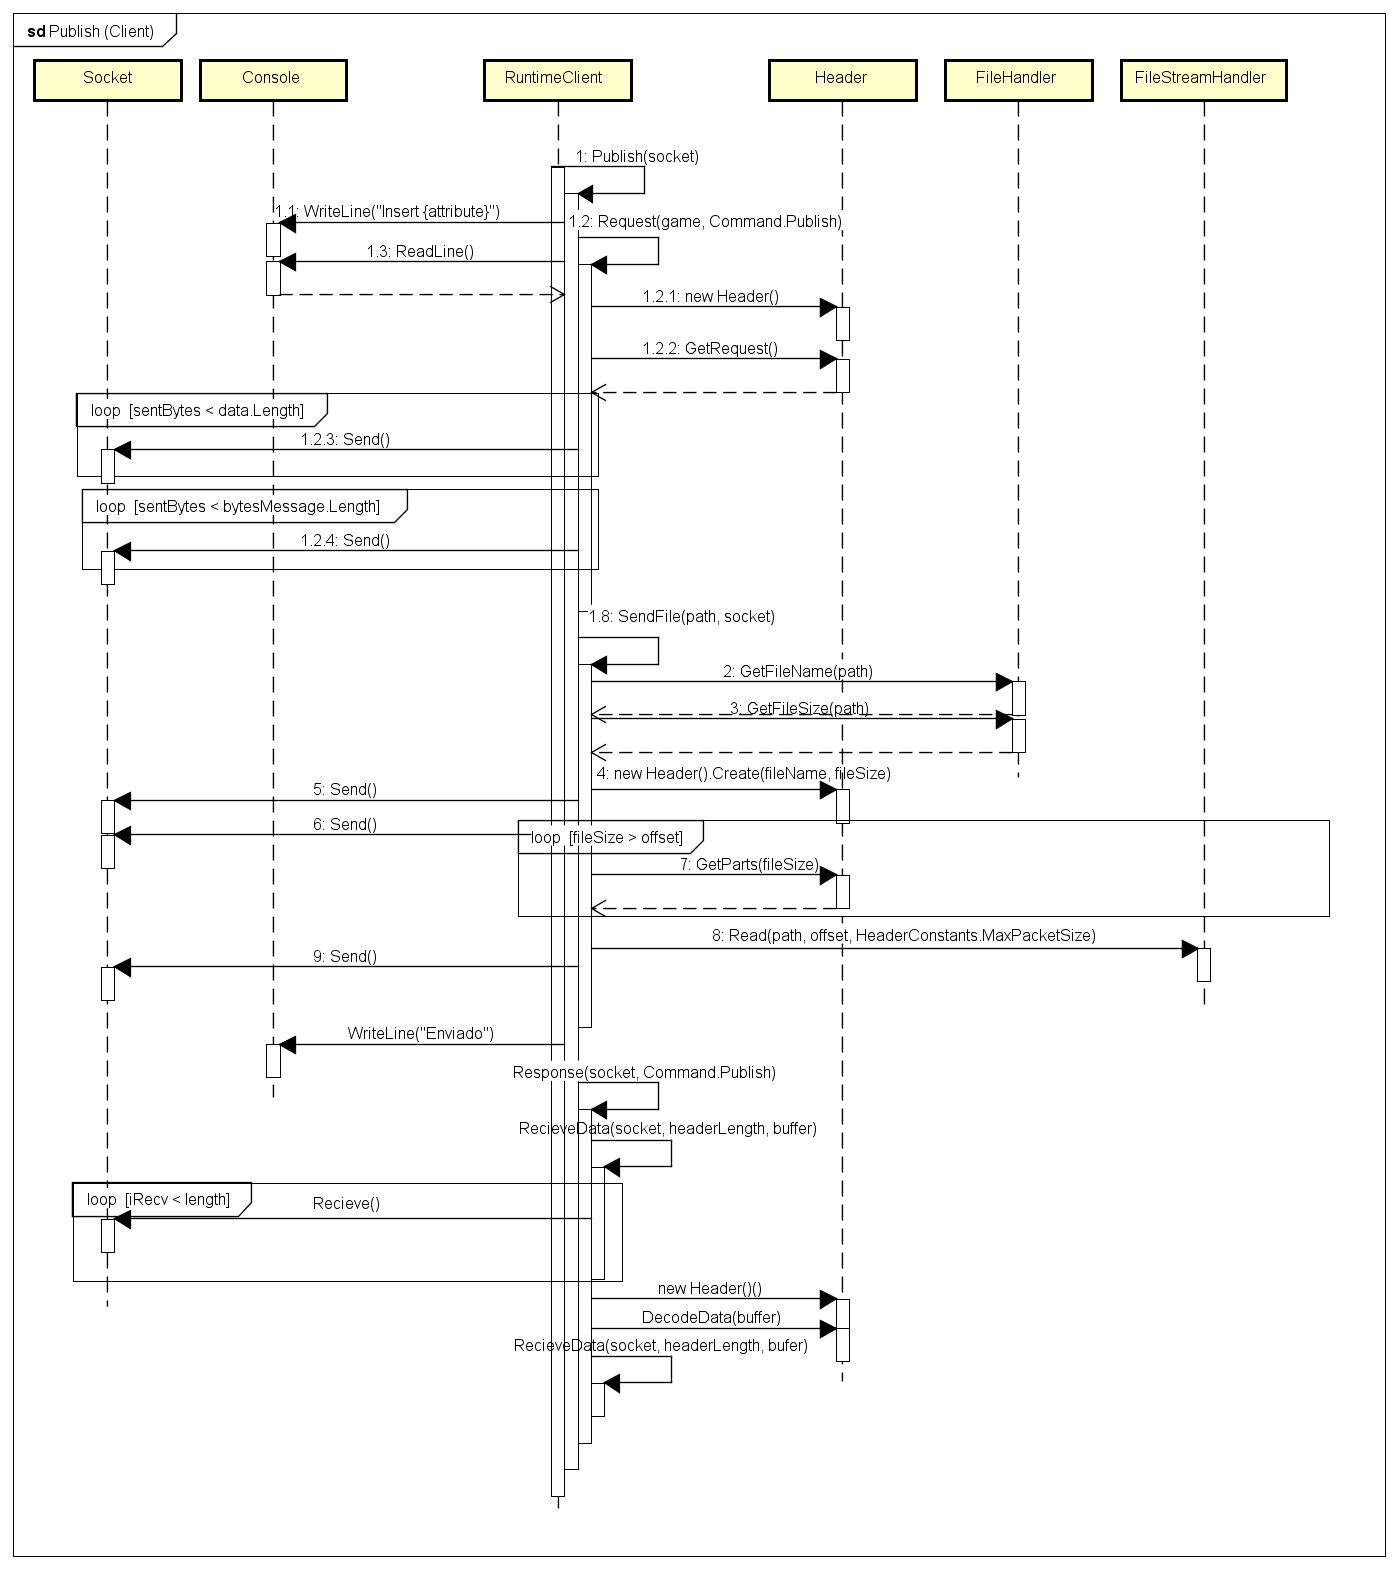 sd Publish (Client)
Socket
Console
RuntimeClient
Header
FileHandler
FileStreamHandler
1: Publish(socket)
1.1: WriteLine("Insert {attribute}")
1.2: Request(game, Command.Publish)
1.3: ReadLine()
1.2.1: new Header()
1.2.2: GetRequest()
loop [sentBytes < data.Length]
1.2.3: Send()
loop [sentBytes < bytesMessage.Length]
1.2.4: Send()
1.8: SendFile(path, socket)
2: GetFileName(path)
3: GetFileSize(path)
4: new Header().Create(fileName, fileSize)
5: Send()
6: Send()
loop [fileSize > offset]
7: GetParts(fileSize)
8: Read(path, offset, HeaderConstants.MaxPacketSize)
9: Send()
WriteLine("Enviado")
Response(socket, Command.Publish)
RecieveData(socket, headerLength, buffer)
loop [iRecv < length]
Recieve()
new Header()()
DecodeData(buffer)
RecieveData(socket, headerLength, bufer)